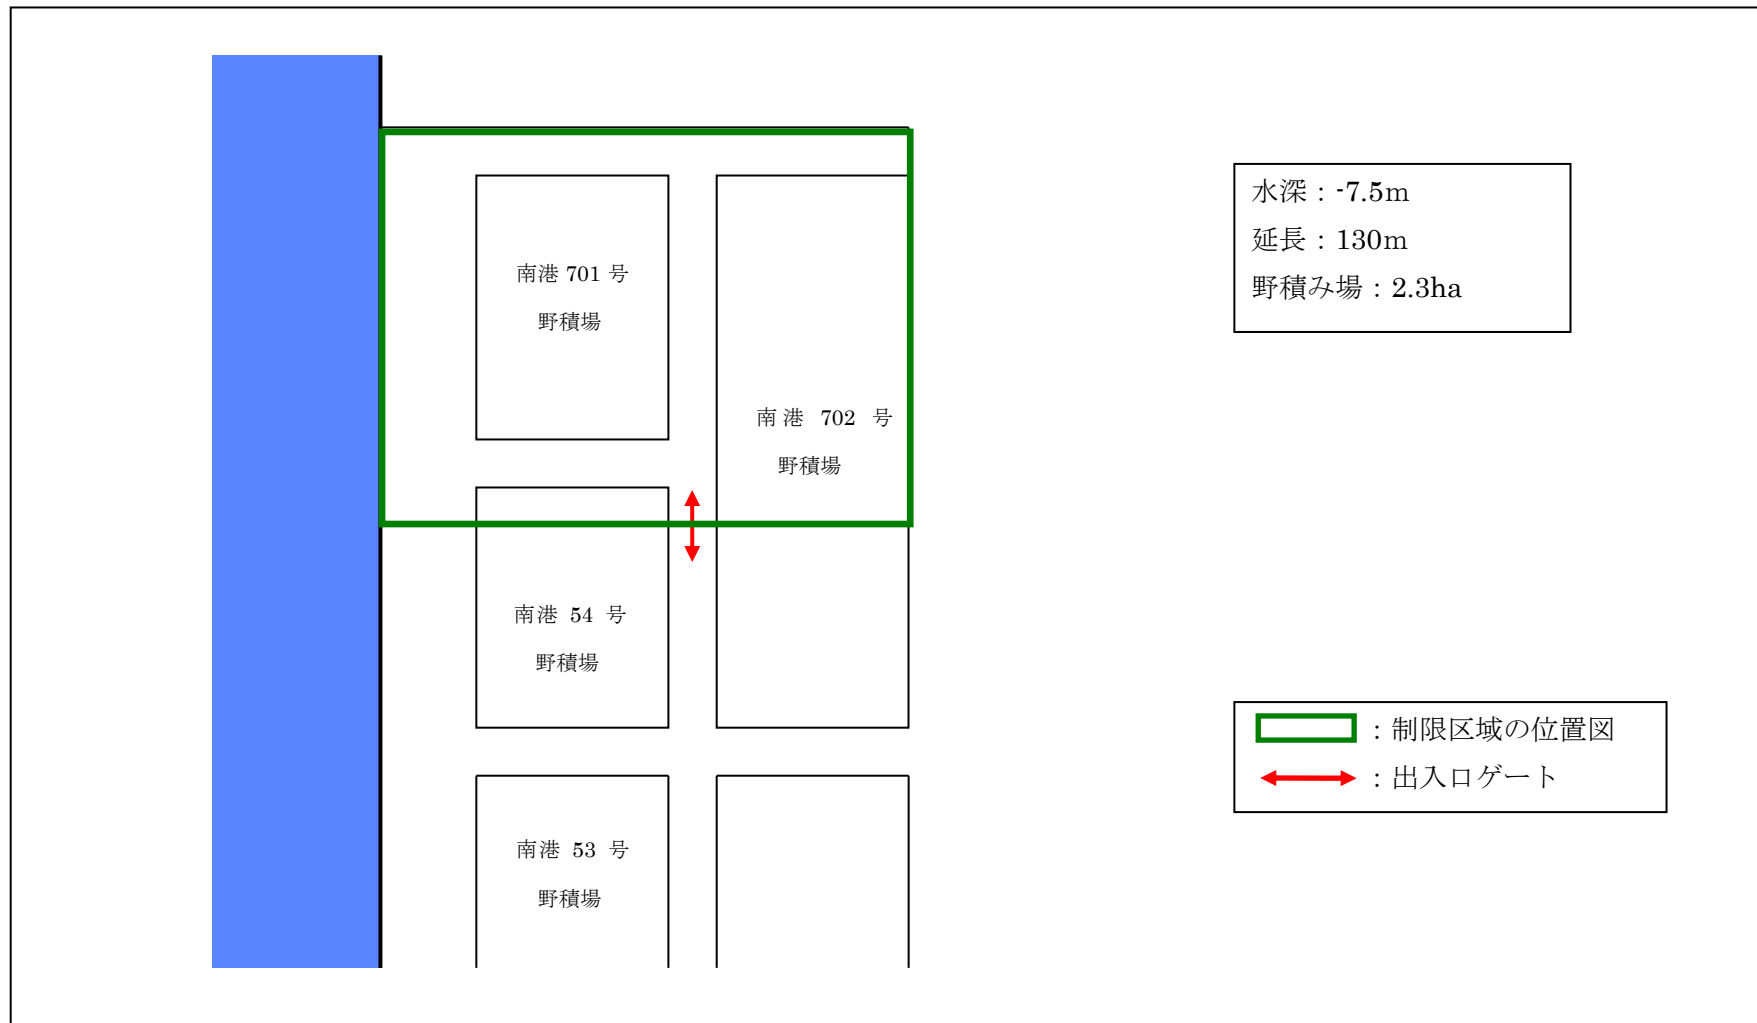 南港 701 号
野積場
南港 702 号
野積場
南港 54 号
野積場
南港 53 号
野積場
水深：-7.5m
延長：130m
野積み場：2.3ha
：制限区域の位置図
：出入口ゲート